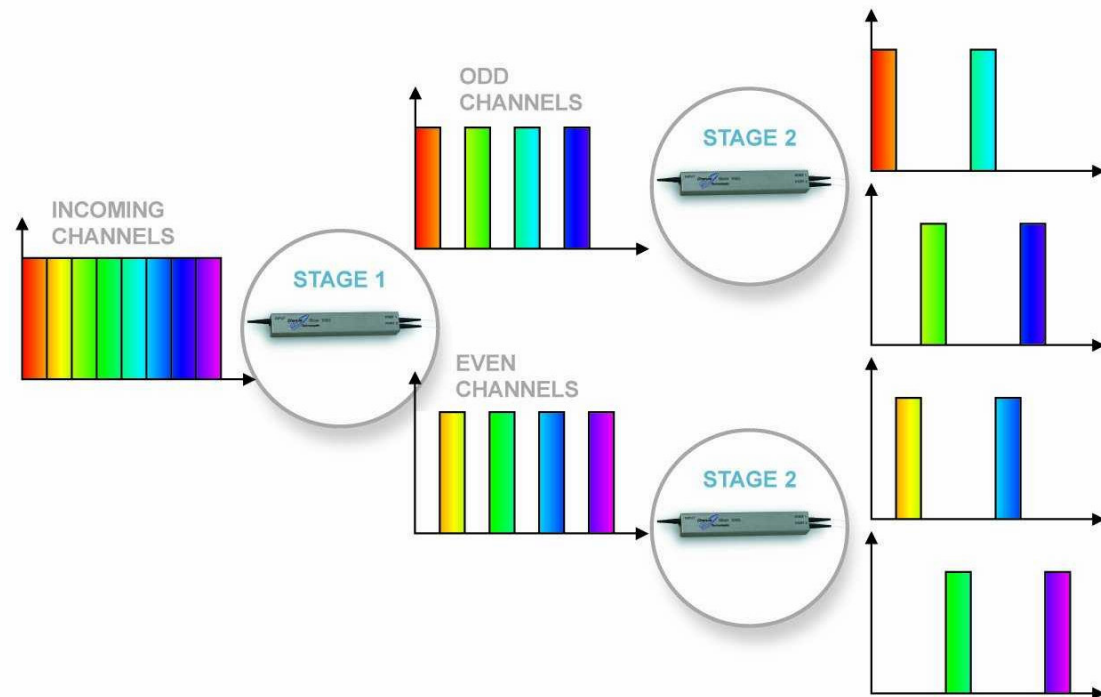 ODD
CHANNELS
STAGE 2
INCOMING
CHANNELS
STAGE 1
EVEN
CHANNELS
STAGE 2